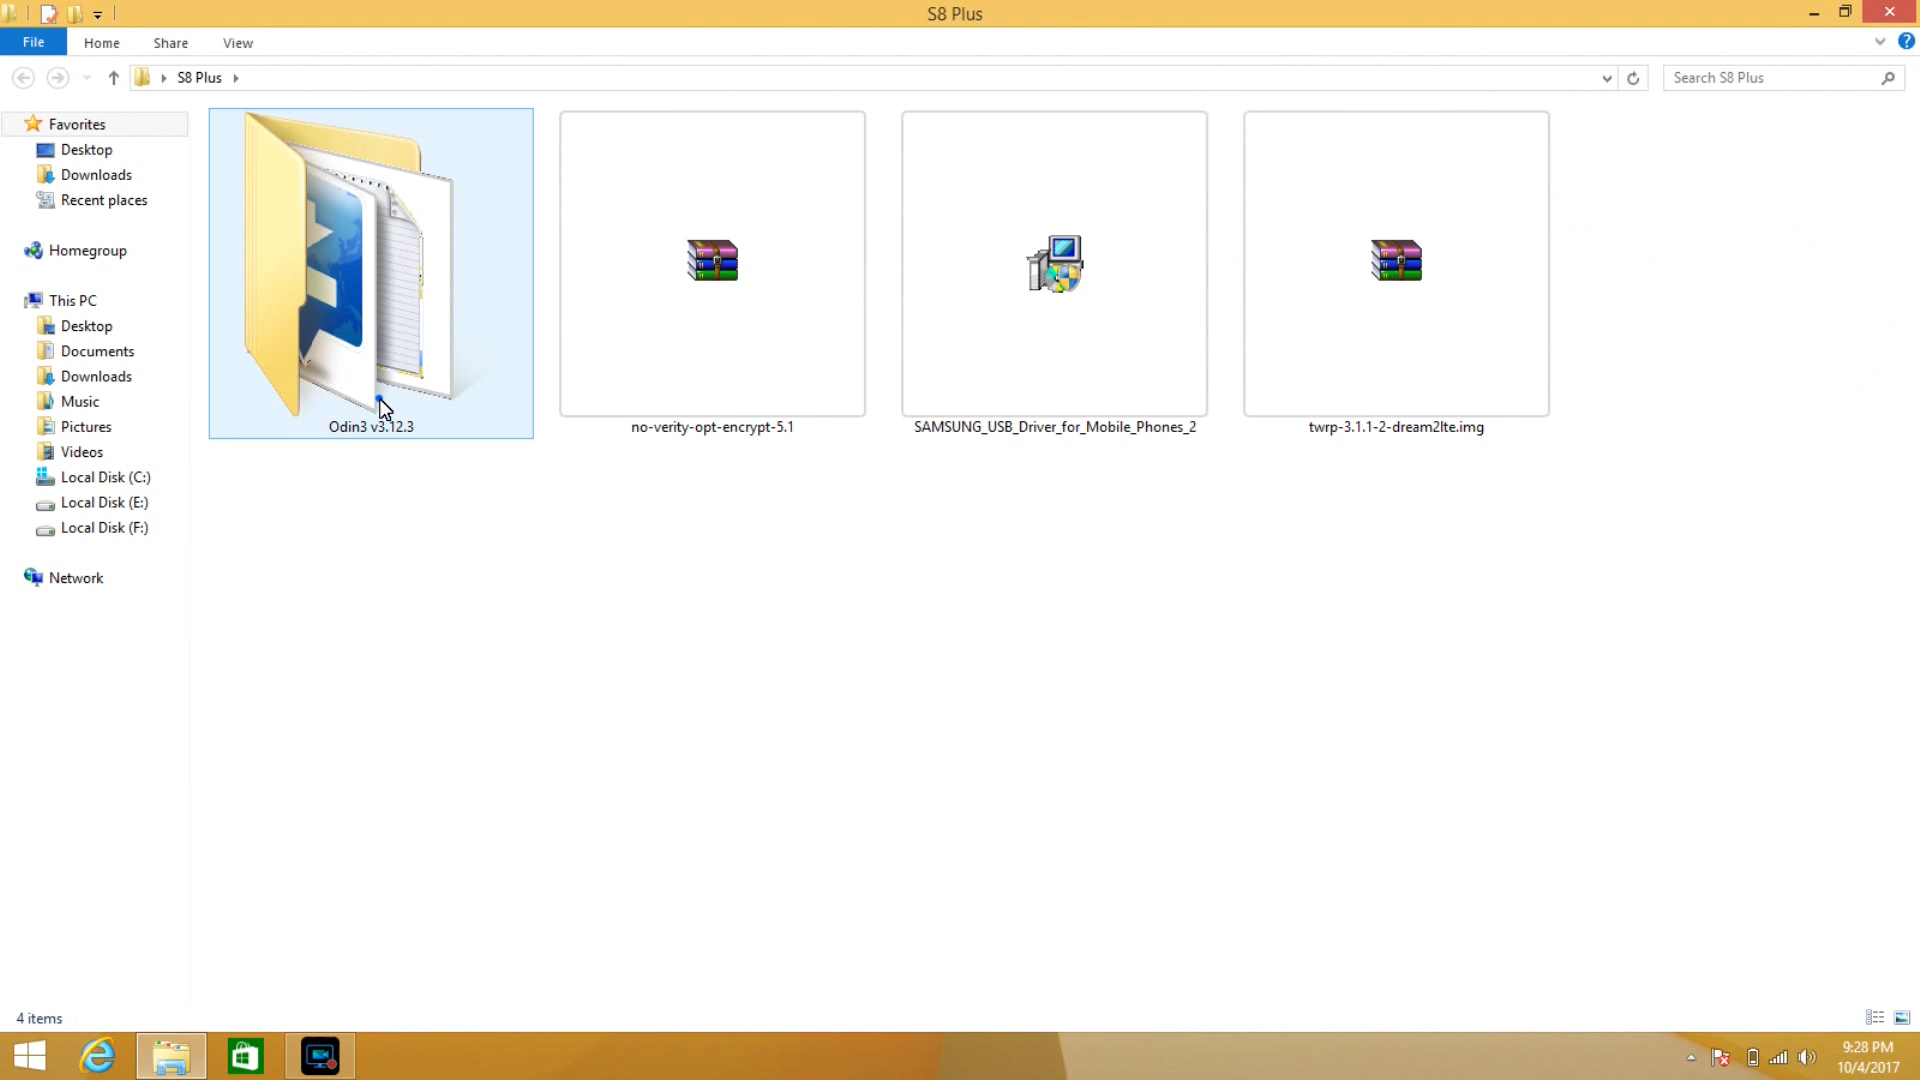 S8 Plus
File
Home
Share
View
S8 Plus
Search S8 Plus
Favorites
Desktop
Downloads
Recent places
Homegroup
This PC
Desktop
Documents
Downloads
Music
Pictures
Videos
Local Disk (C:)
Local Disk (E:)
Local Disk (F:)
Network
Odin3 v3.12.3
no-verity-opt-encrypt-5.1
SAMSUNG_USB_Driver_for_Mobile_Phones_2
twrp-3.1.1-2-dream2lte.img
4 items
9:28 PM
10/4/2017